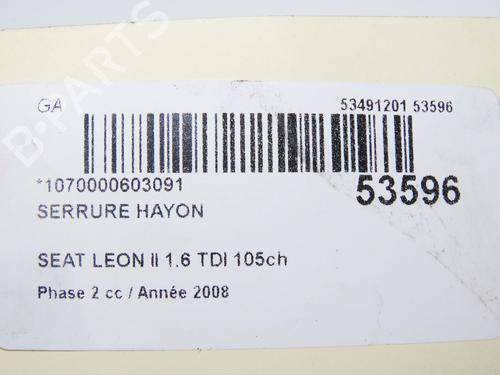 B-PARTS
GA
53491201 53596
*1070000603091
53596
SERRURE HAYON
SEAT LEON II 1.6 TDI 105ch
Phase 2 cc / Année 2008